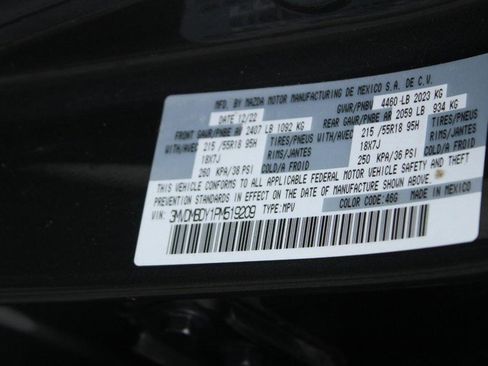 MFD. BY MAZDA MOTOR MANUFACTURING DE MEXICO S.A. DE C.V.
DATE 12/22 GVWR/PNBV 4460 LB 2023 KG
FRONT GAWR/PNBE AR 2407 LB 1092 KG REAR GAWR/PNBE AR 2059 LB 934 KG
WITH/AVEC 215 /55R18 95H TIRES/PNEUS WITH/AVEC 215 /55R18 95H TIRES/PNEUS
18X7J RIMS/JANTES 18X7J RIMS/JANTES
260 KPA/38 PSI COLD/A FROID 250 KPA/36 PSI COLD/A FROID
THIS VEHICLE CONFORMS TO ALL APPLICABLE FEDERAL MOTOR VEHICLE SAFETY AND THEFT
PREVENTION STANDARDS IN EFFECT ON THE DATE OF MANUFACTURE SHOWN ABOVE.
VIN: 3MVDMBDY1PM519209 TYPE: MPV COLOR CODE: 46G MADE IN MEXICO